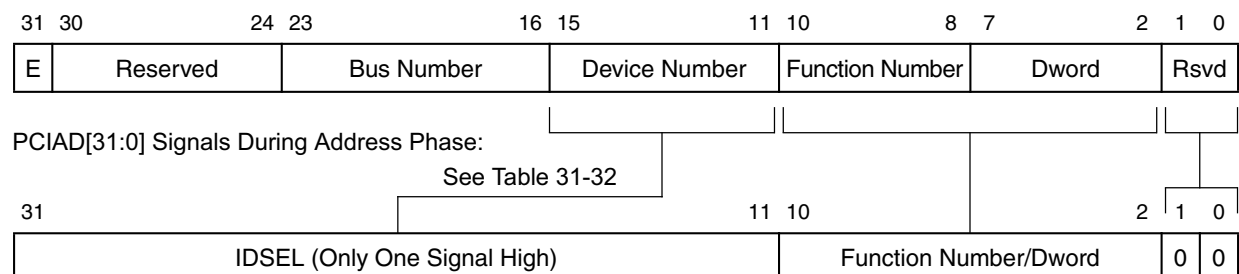 31 30 24 23 16 15 11 10 8 7 2 1 0
E Reserved Bus Number Device Number Function Number Dword Rsvd
PCIAD[31:0] Signals During Address Phase:
See Table 31-32
31 11 10 2 1 0
IDSEL (Only One Signal High) Function Number/Dword 0 0